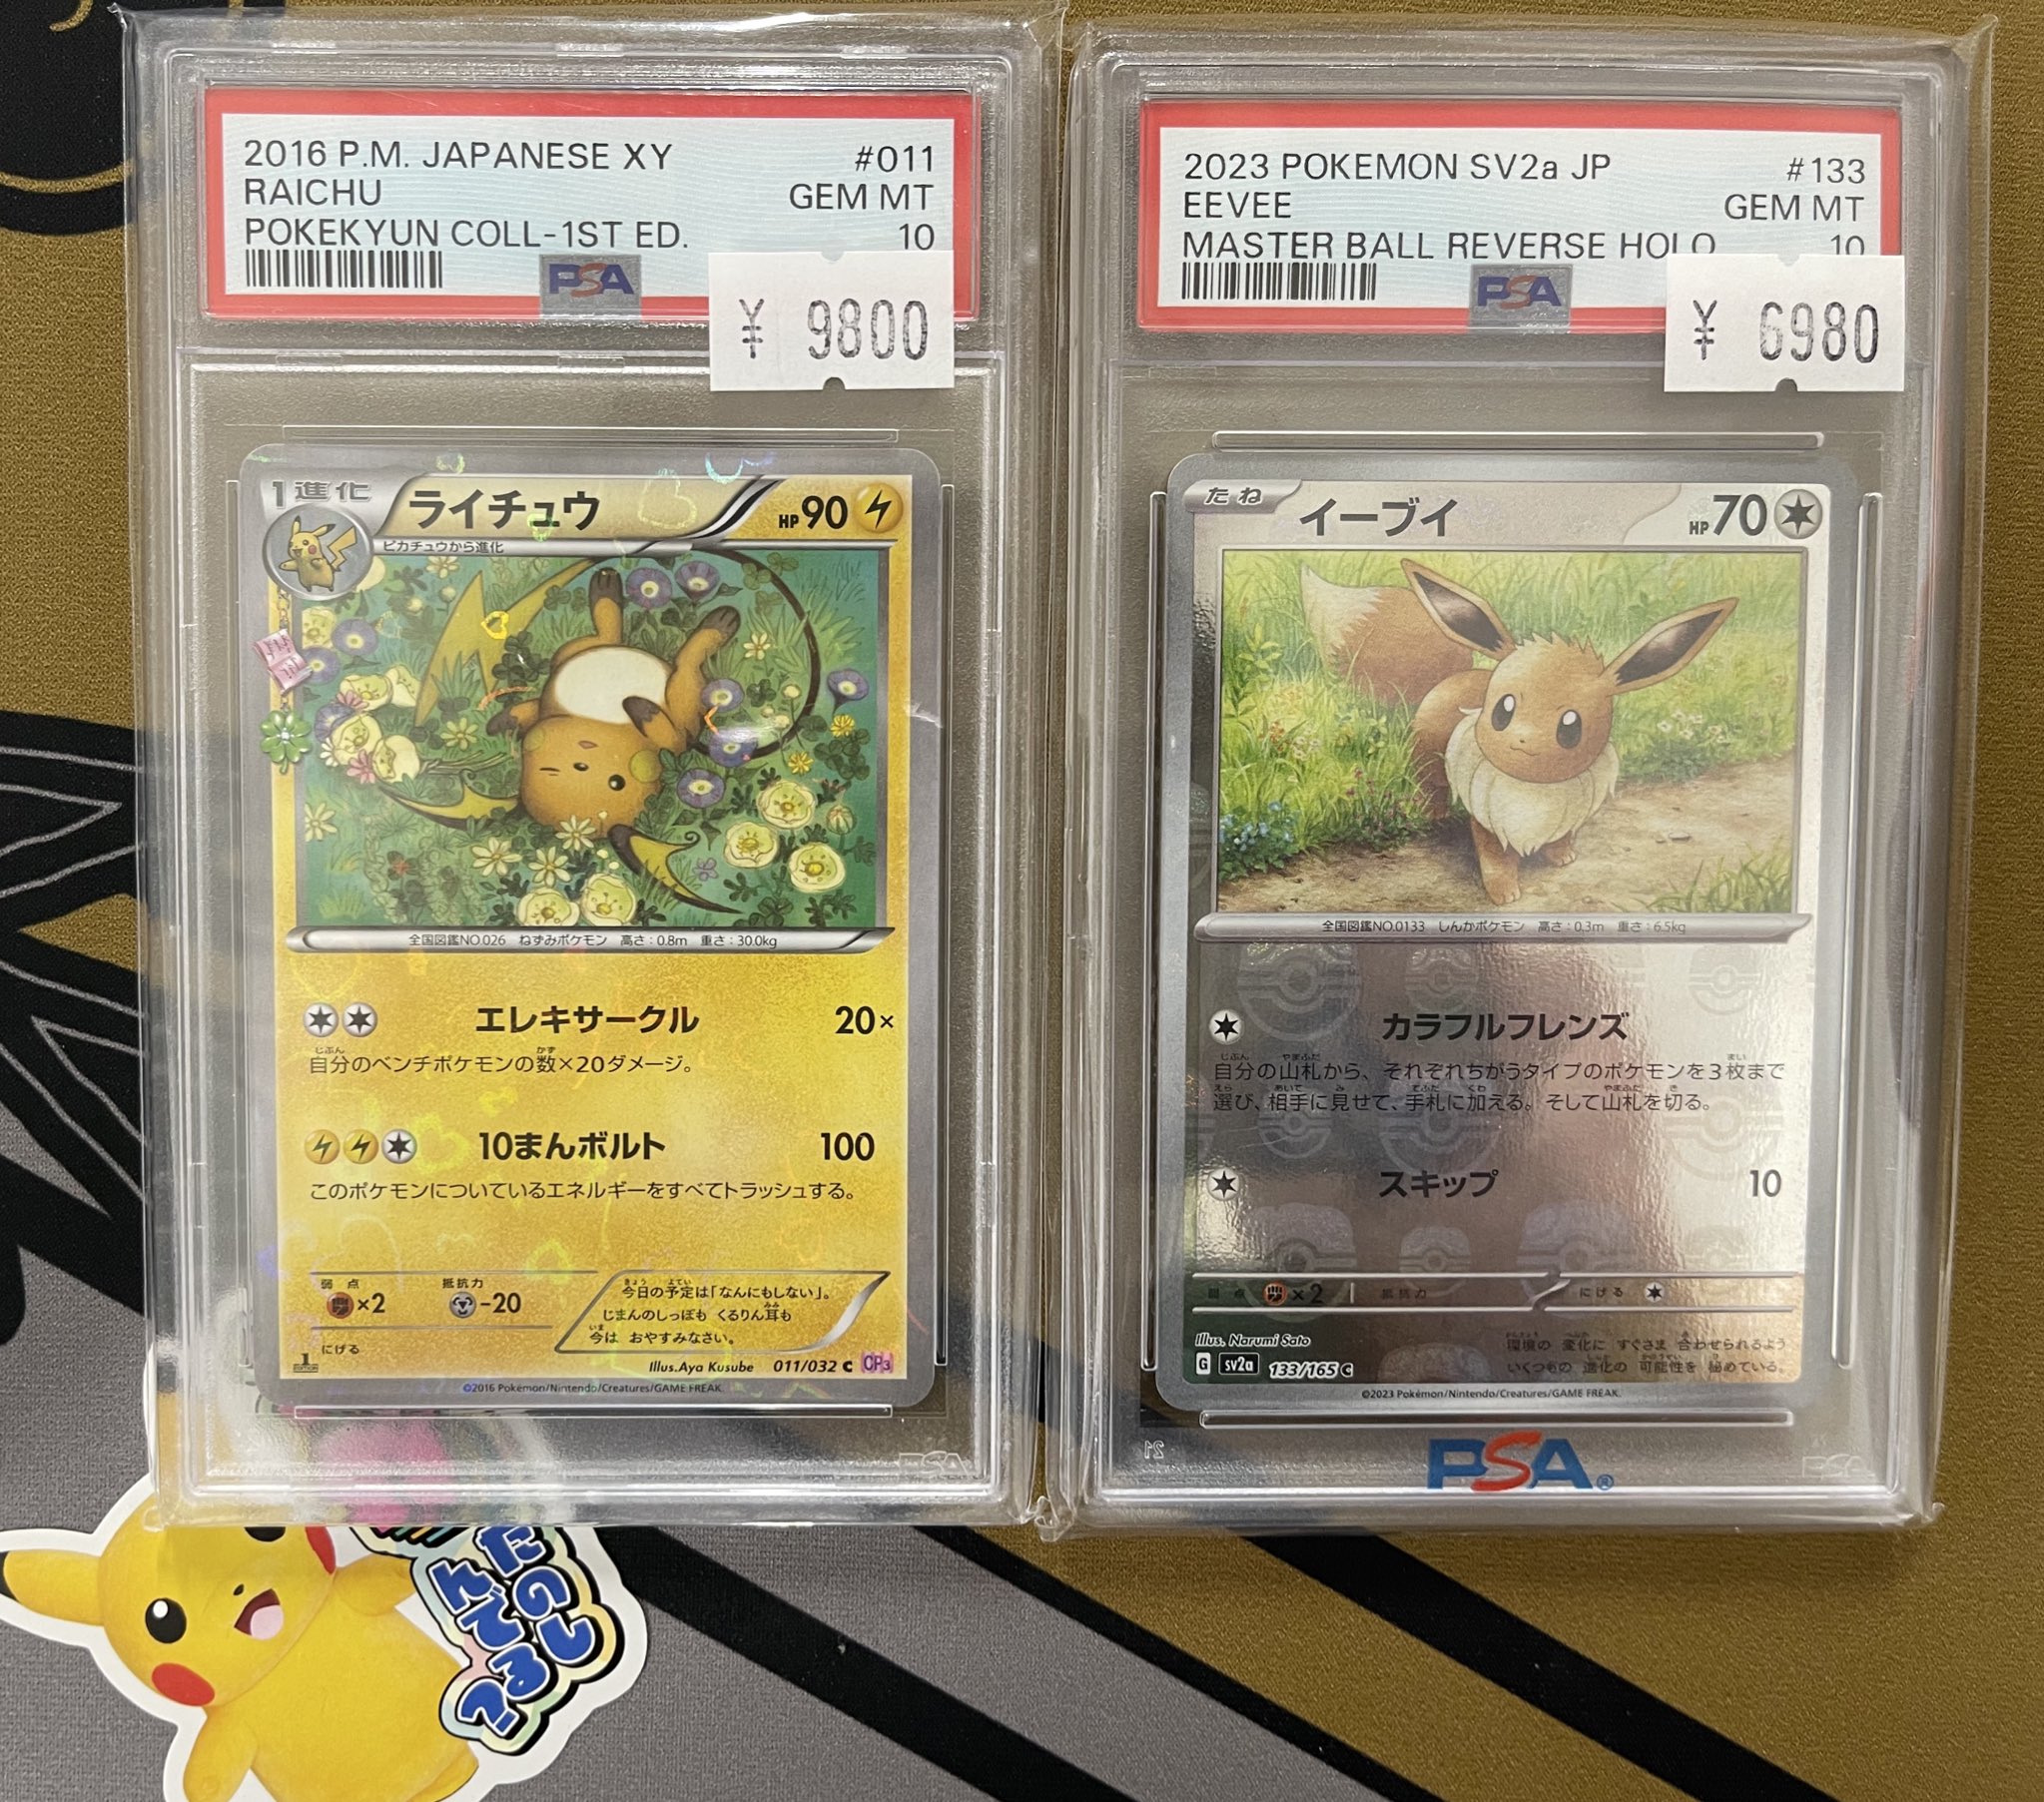 2016 P.M. JAPANESE XY #011
RAICHU GEM MT
POKEKYUN COLL-1ST ED. 10
PSA
¥ 9800
1進化
ライチュウ
HP90
ピカチュウから進化
全国図鑑NO.026 ねずみポケモン 高さ:0.8m 重さ:30.0kg
エレキサークル 20×
自分のベンチポケモンの数×20ダメージ。
10まんボルト 100
このポケモンについているエネルギーをすべてトラッシュする。
弱点 抵抗力
×2 -20
にげる
今日の予定は「なんにもしない」。
じまんのしっぽも くるりん耳も
今は おやすみなさい。
1 EDITION
Illus.Aya Kusube 011/032 C CP3
©2016 Pokémon/Nintendo/Creatures/GAME FREAK.
PSA
2023 POKEMON SV2a JP #133
EEVEE GEM MT
MASTER BALL REVERSE HOLO 10
PSA
¥ 6980
たね
イーブイ
HP70
全国図鑑NO.0133 しんかポケモン 高さ:0.3m 重さ:6.5kg
カラフルフレンズ
自分の山札から、それぞれちがうタイプのポケモンを3枚まで
選び、相手に見せて、手札に加える。そして山札を切る。
スキップ 10
弱点 ×2 抵抗力 にげる
Illus. Narumi Sato
G sv2a 133/165 C
環境の 変化に すぐさま 合わせられるよう
いくつもの 進化の 可能性を 秘めている。
©2023 Pokémon/Nintendo/Creatures/GAME FREAK.
21
PSA®
PSA
たのし
んでる